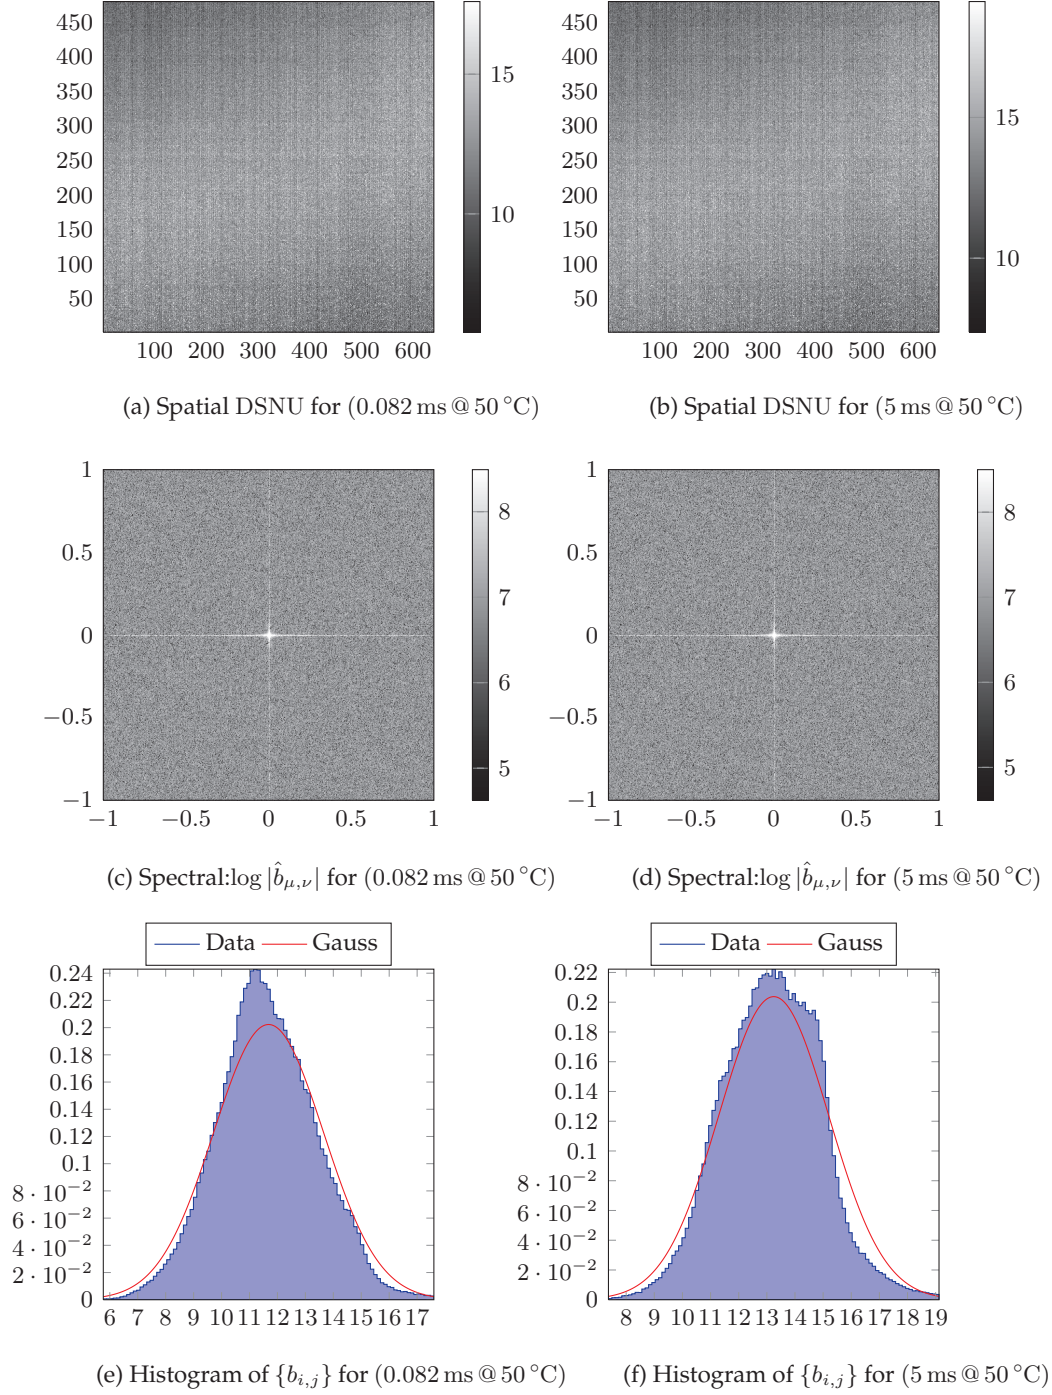 450
400
350
300
250
200
150
100
50
100 200 300 400 500 600
15
10
(a) Spatial DSNU for (0.082 ms @ 50 °C)
450
400
350
300
250
200
150
100
50
100 200 300 400 500 600
15
10
(b) Spatial DSNU for (5 ms @ 50 °C)
1
0.5
0
−0.5
−1
−1 −0.5 0 0.5 1
8
7
6
5
(c) Spectral:log |b̂μ,ν| for (0.082 ms @ 50 °C)
1
0.5
0
−0.5
−1
−1 −0.5 0 0.5 1
8
7
6
5
(d) Spectral:log |b̂μ,ν| for (5 ms @ 50 °C)
Data Gauss
0.24
0.22
0.2
0.18
0.16
0.14
0.12
0.1
8 · 10⁻²
6 · 10⁻²
4 · 10⁻²
2 · 10⁻²
0
6 7 8 9 10 11 12 13 14 15 16 17
(e) Histogram of {bi,j} for (0.082 ms @ 50 °C)
Data Gauss
0.22
0.2
0.18
0.16
0.14
0.12
0.1
8 · 10⁻²
6 · 10⁻²
4 · 10⁻²
2 · 10⁻²
0
8 9 10 11 12 13 14 15 16 17 18 19
(f) Histogram of {bi,j} for (5 ms @ 50 °C)